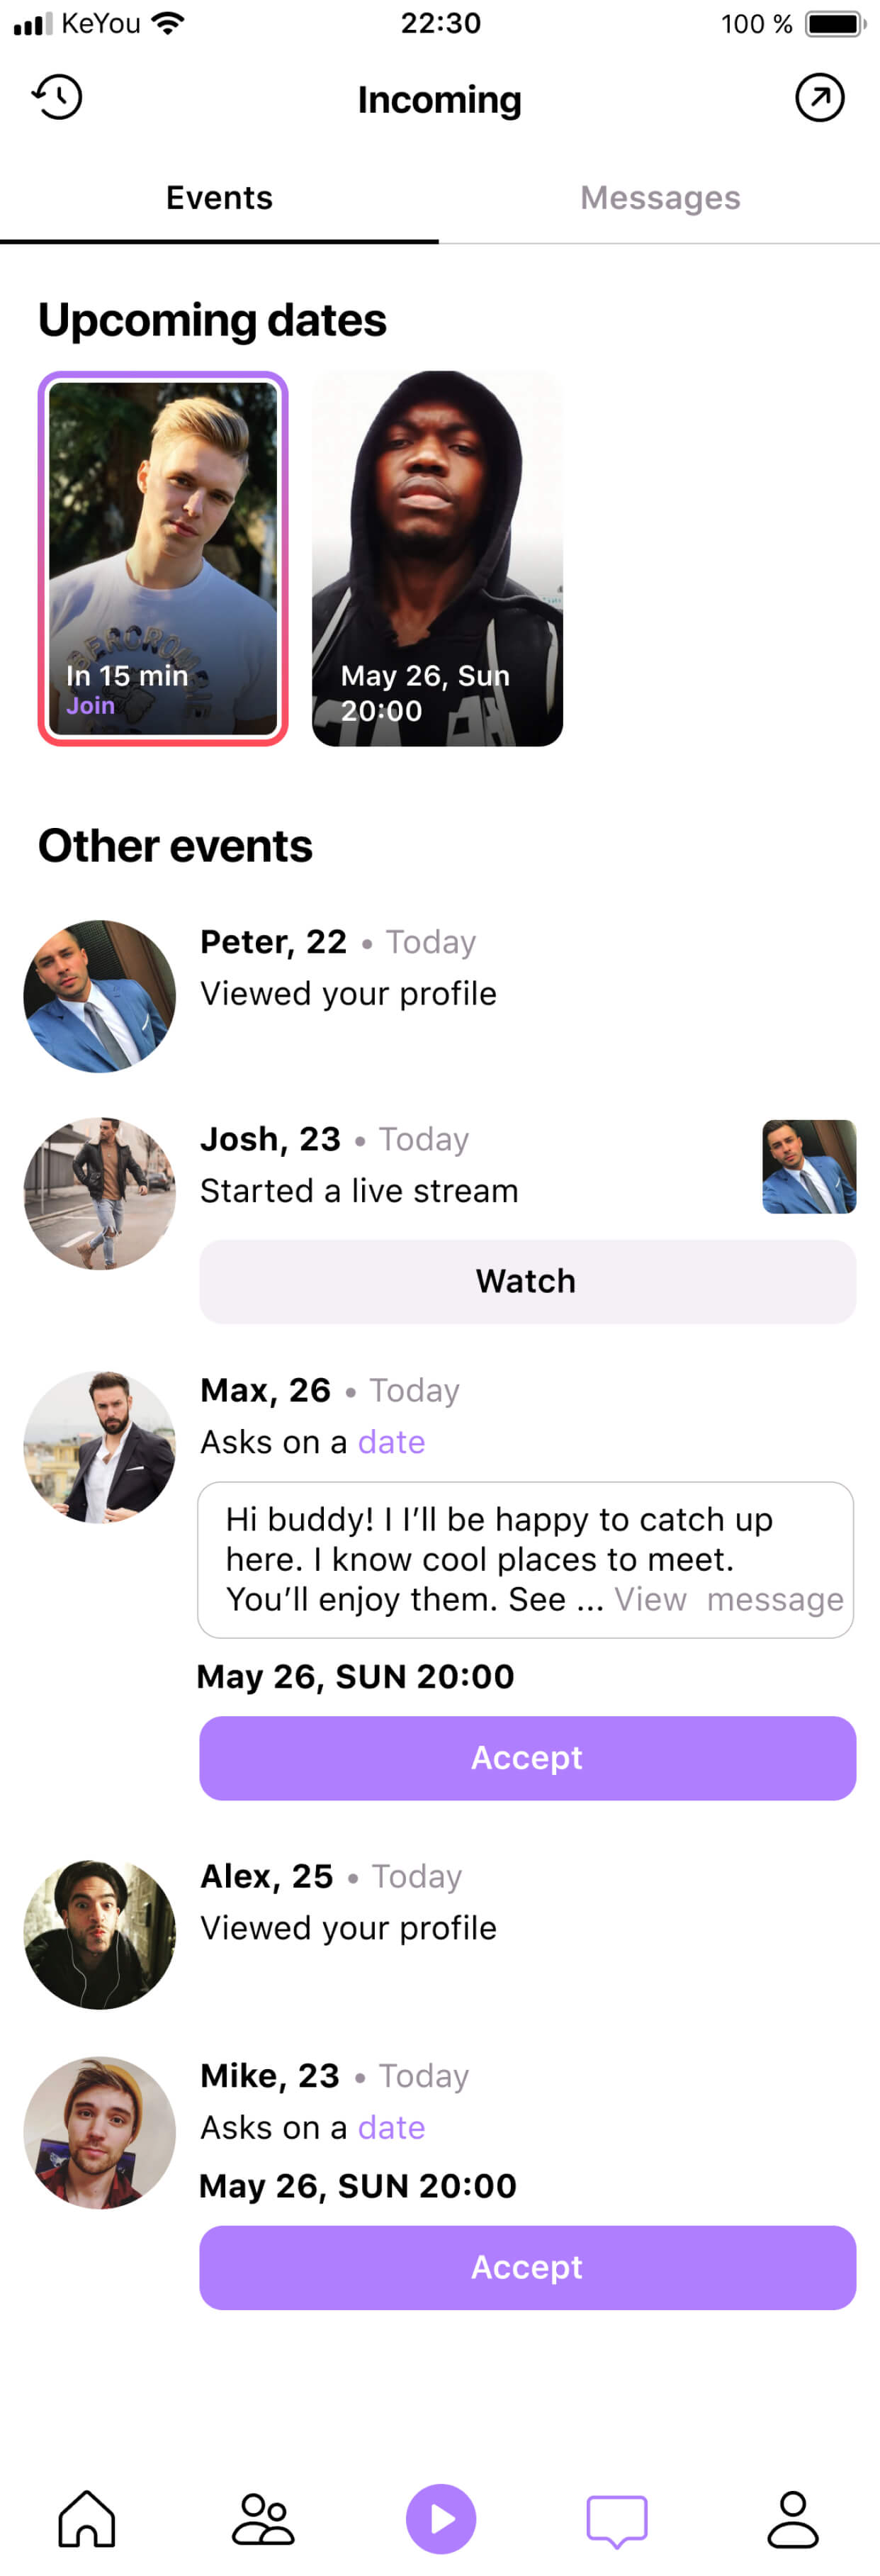 KeYou 22:30 100 %
Incoming
Events Messages
Upcoming dates
In 15 min
Join
May 26, Sun
20:00
Other events
Peter, 22 • Today
Viewed your profile
Josh, 23 • Today
Started a live stream
Watch
Max, 26 • Today
Asks on a date
Hi buddy! I I’ll be happy to catch up
here. I know cool places to meet.
You’ll enjoy them. See ... View message
May 26, SUN 20:00
Accept
Alex, 25 • Today
Viewed your profile
Mike, 23 • Today
Asks on a date
May 26, SUN 20:00
Accept